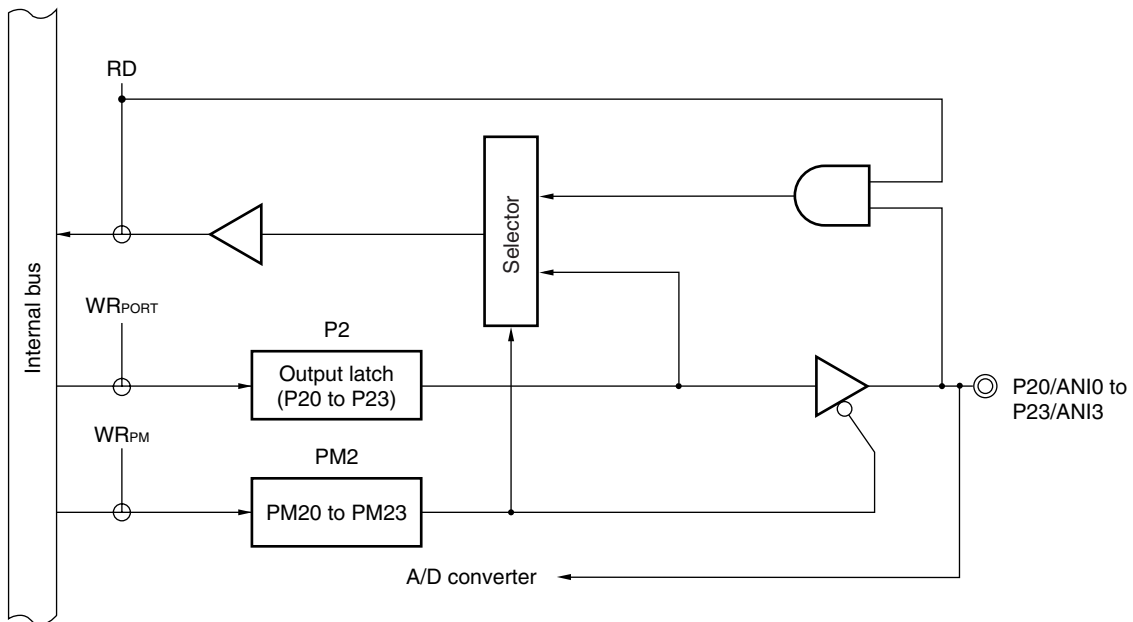 RD
Internal bus
Selector
WRPORT
P2
Output latch
(P20 to P23)
P20/ANI0 to
P23/ANI3
WRPM
PM2
PM20 to PM23
A/D converter